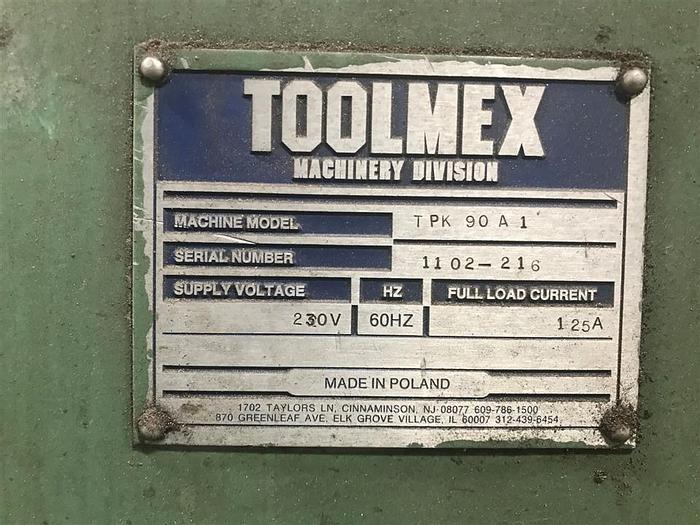 TOOLMEX
MACHINERY DIVISION
MACHINE MODEL TPK 90 A 1
SERIAL NUMBER 1102-216
SUPPLY VOLTAGE HZ FULL LOAD CURRENT
230V 60HZ 125A
MADE IN POLAND
1702 TAYLORS LN, CINNAMINSON, NJ 08077 609-786-1500
870 GREENLEAF AVE, ELK GROVE VILLAGE, IL 60007 312-439-6454